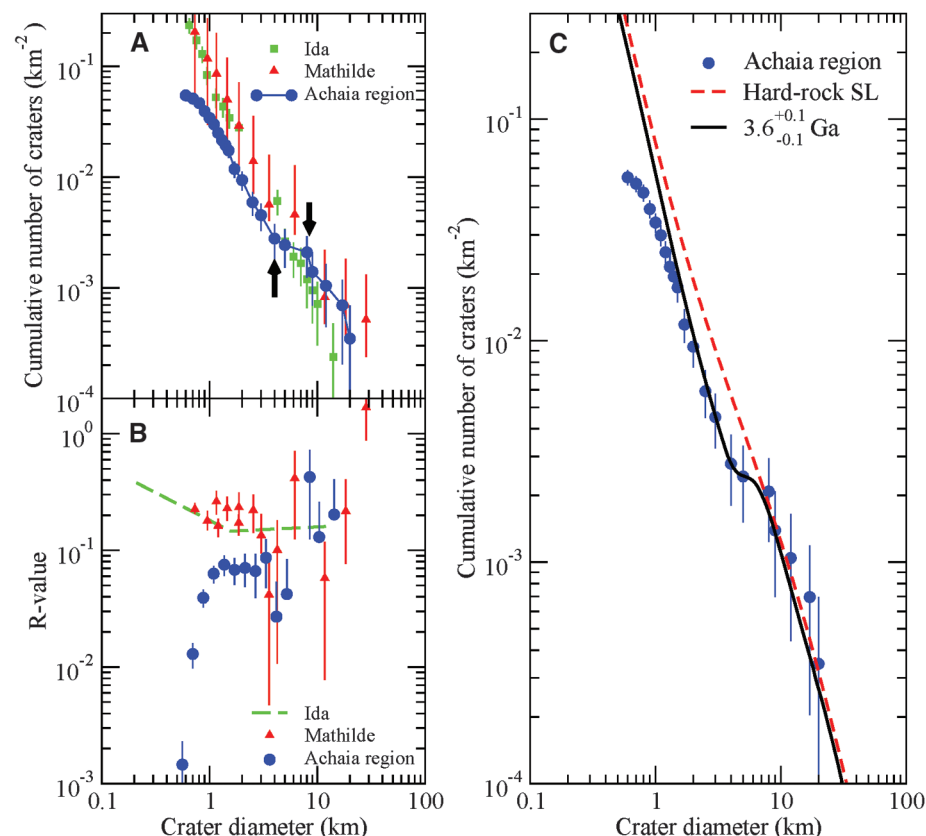 A
Ida
Mathilde
Achaia region
Cumulative number of craters (km⁻²)
10⁻¹
10⁻²
10⁻³
10⁻⁴
B
R-value
10⁰
10⁻¹
10⁻²
10⁻³
Ida
Mathilde
Achaia region
0.1 1 10 100
Crater diameter (km)
C
Achaia region
Hard-rock SL
3.6 +0.1 -0.1 Ga
Cumulative number of craters (km⁻²)
10⁻¹
10⁻²
10⁻³
10⁻⁴
0.1 1 10 100
Crater diameter (km)